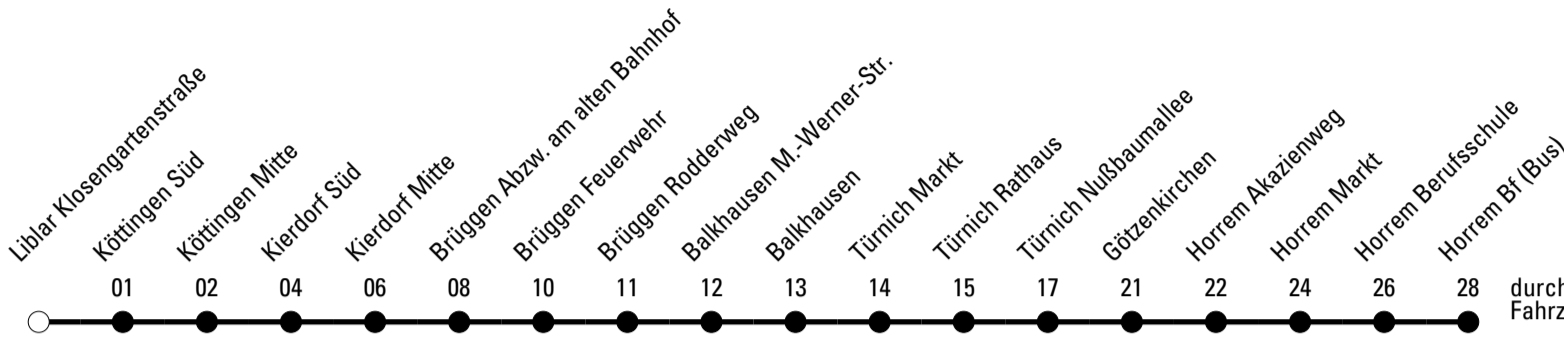 Liblar Klosengartenstraße
Köttingen Süd
Köttingen Mitte
Kierdorf Süd
Kierdorf Mitte
Brüggen Abzw. am alten Bahnhof
Brüggen Feuerwehr
Brüggen Rodderweg
Balkhausen M.-Werner-Str.
Balkhausen
Türnich Markt
Türnich Rathaus
Türnich Nußbaumallee
Götzenkirchen
Horrem Akazienweg
Horrem Markt
Horrem Berufsschule
Horrem Bf (Bus)
01 02 04 06 08 10 11 12 13 14 15 17 21 22 24 26 28 durch
Fahrz